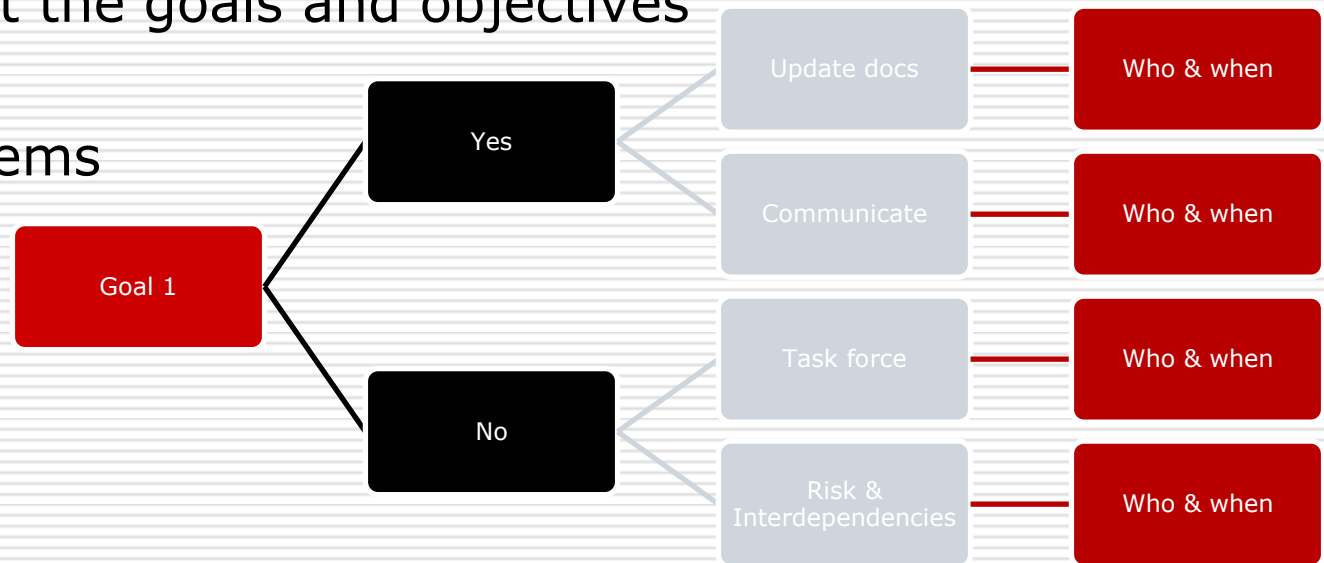 t the goals and objectives
ems
Goal 1
Yes
No
Update docs
Communicate
Task force
Risk &
Interdependencies
Who & when
Who & when
Who & when
Who & when